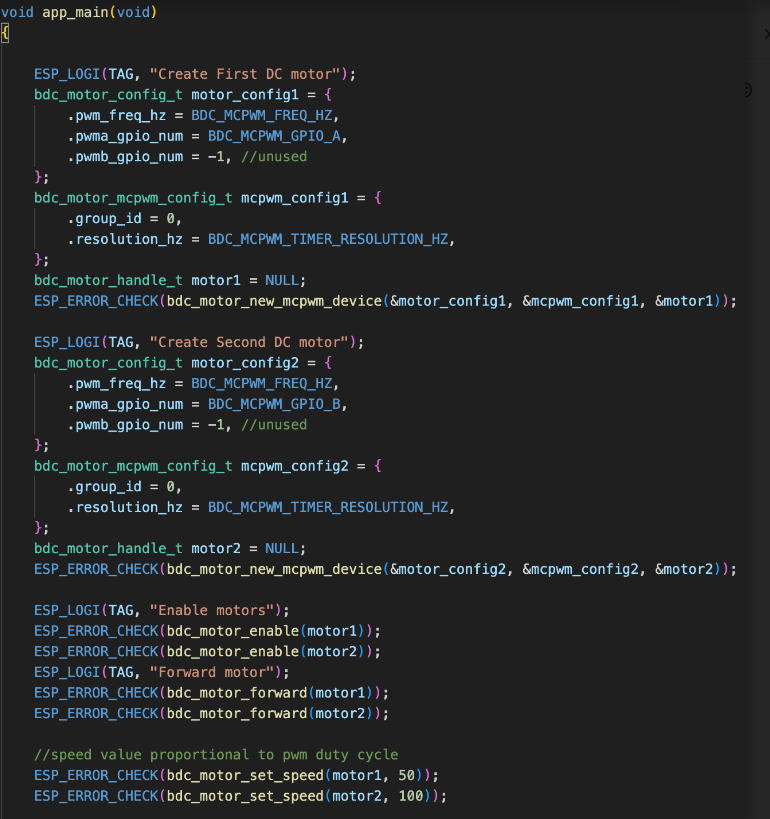 void app_main(void)
{
    ESP_LOGI(TAG, "Create First DC motor");
    bdc_motor_config_t motor_config1 = {
        .pwm_freq_hz = BDC_MCPWM_FREQ_HZ,
        .pwma_gpio_num = BDC_MCPWM_GPIO_A,
        .pwmb_gpio_num = -1, //unused
    };
    bdc_motor_mcpwm_config_t mcpwm_config1 = {
        .group_id = 0,
        .resolution_hz = BDC_MCPWM_TIMER_RESOLUTION_HZ,
    };
    bdc_motor_handle_t motor1 = NULL;
    ESP_ERROR_CHECK(bdc_motor_new_mcpwm_device(&motor_config1, &mcpwm_config1, &motor1));
    ESP_LOGI(TAG, "Create Second DC motor");
    bdc_motor_config_t motor_config2 = {
        .pwm_freq_hz = BDC_MCPWM_FREQ_HZ,
        .pwma_gpio_num = BDC_MCPWM_GPIO_B,
        .pwmb_gpio_num = -1, //unused
    };
    bdc_motor_mcpwm_config_t mcpwm_config2 = {
        .group_id = 0,
        .resolution_hz = BDC_MCPWM_TIMER_RESOLUTION_HZ,
    };
    bdc_motor_handle_t motor2 = NULL;
    ESP_ERROR_CHECK(bdc_motor_new_mcpwm_device(&motor_config2, &mcpwm_config2, &motor2));
    ESP_LOGI(TAG, "Enable motors");
    ESP_ERROR_CHECK(bdc_motor_enable(motor1));
    ESP_ERROR_CHECK(bdc_motor_enable(motor2));
    ESP_LOGI(TAG, "Forward motor");
    ESP_ERROR_CHECK(bdc_motor_forward(motor1));
    ESP_ERROR_CHECK(bdc_motor_forward(motor2));
    //speed value proportional to pwm duty cycle
    ESP_ERROR_CHECK(bdc_motor_set_speed(motor1, 50));
    ESP_ERROR_CHECK(bdc_motor_set_speed(motor2, 100));